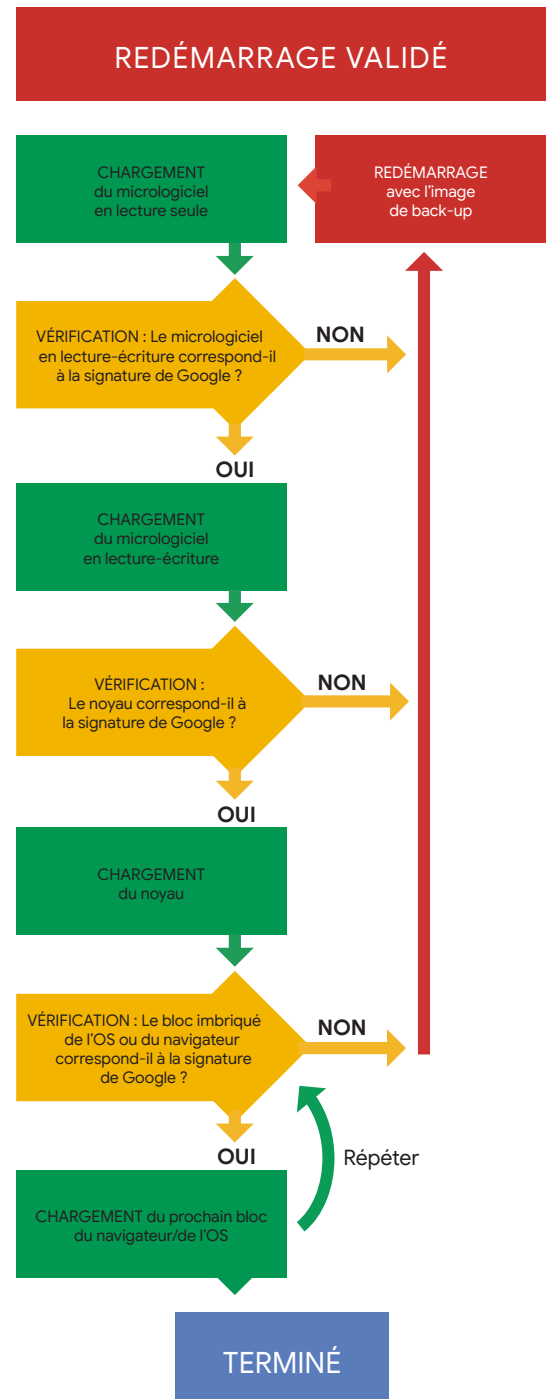 REDÉMARRAGE VALIDÉ
CHARGEMENT
du micrologiciel
en lecture seule
REDÉMARRAGE
avec l'image
de back-up
VÉRIFICATION : Le micrologiciel
en lecture-écriture correspond-il
à la signature de Google ?
NON
OUI
CHARGEMENT
du micrologiciel
en lecture-écriture
VÉRIFICATION :
Le noyau correspond-il à
la signature de Google ?
NON
OUI
CHARGEMENT
du noyau
VÉRIFICATION : Le bloc imbriqué
de l'OS ou du navigateur
correspond-il à la signature
de Google ?
NON
OUI
Répéter
CHARGEMENT du prochain bloc
du navigateur/de l'OS
TERMINÉ